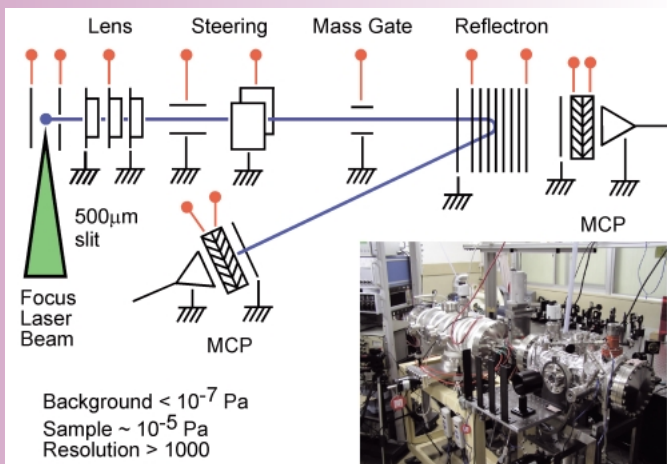 Lens Steering Mass Gate Reflectron
500μm
slit
Focus
Laser
Beam
MCP
MCP
Background < 10⁻⁷ Pa
Sample ~ 10⁻⁵ Pa
Resolution > 1000